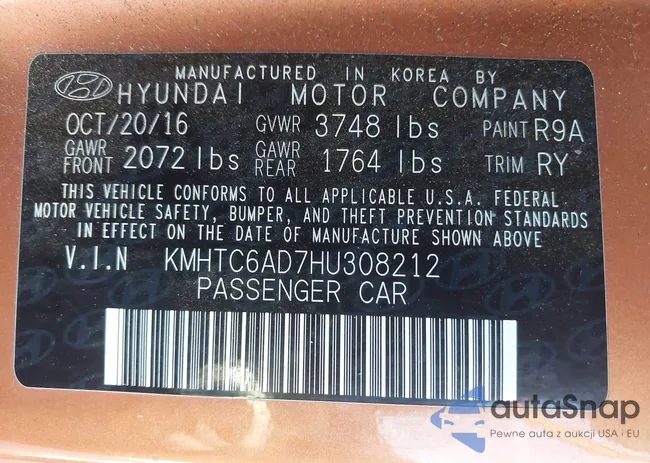 MANUFACTURED IN KOREA BY
HYUNDAI MOTOR COMPANY
OCT/20/16 GVWR 3748 lbs PAINT R9A
GAWR FRONT 2072 lbs GAWR REAR 1764 lbs TRIM RY
THIS VEHICLE CONFORMS TO ALL APPLICABLE U.S.A. FEDERAL
MOTOR VEHICLE SAFETY, BUMPER, AND THEFT PREVENTION STANDARDS
IN EFFECT ON THE DATE OF MANUFACTURE SHOWN ABOVE
V.I.N KMHTC6AD7HU308212
PASSENGER CAR
autaSnap
Pewne auta z aukcji USA i EU